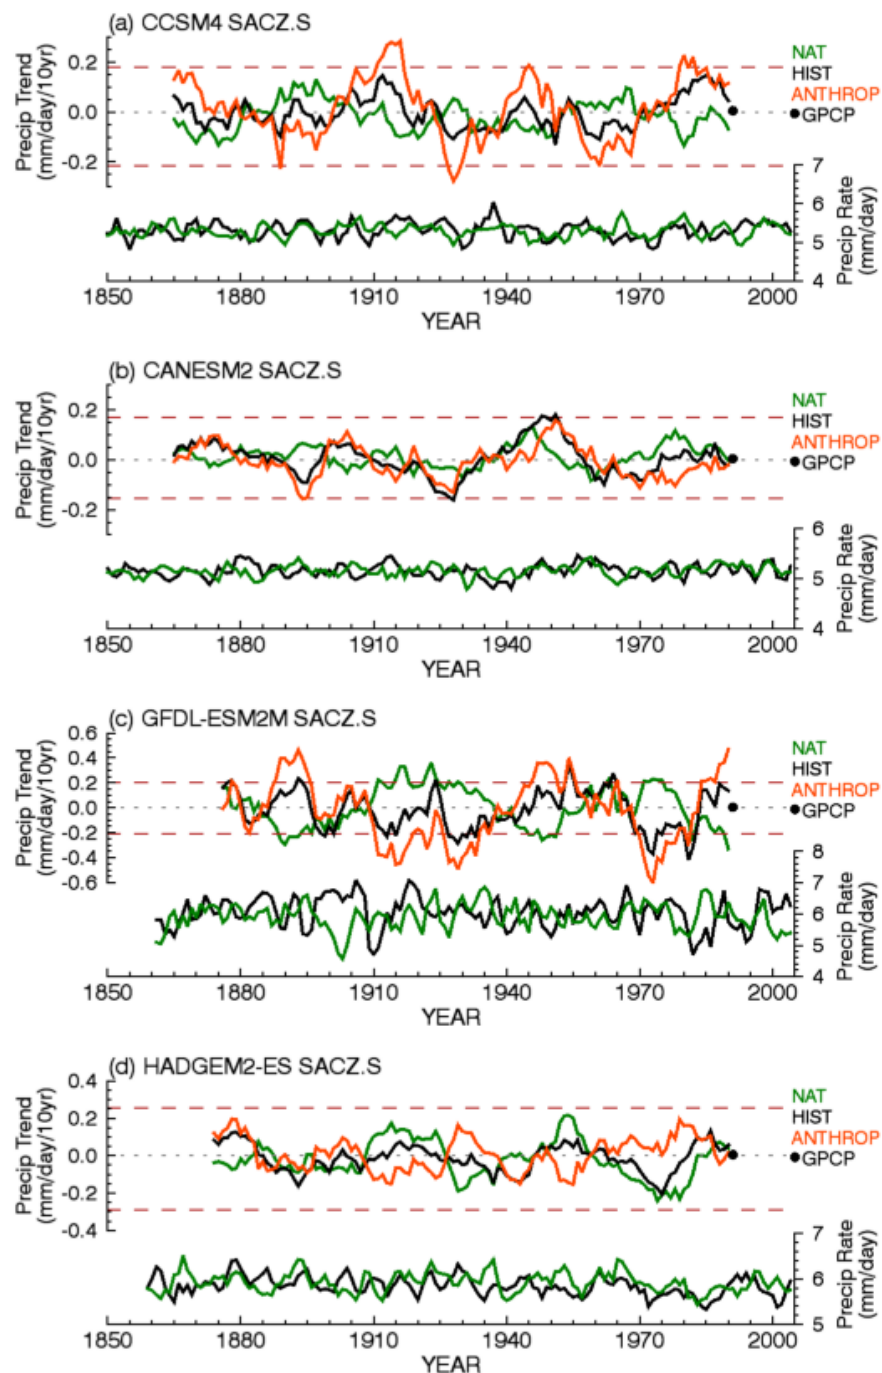 (a) CCSM4 SACZ.S
Precip Trend
(mm/day/10yr)
0.2
0.0
-0.2
NAT
HIST
ANTHROP
●GPCP
7
6
5
4
Precip Rate
(mm/day)
1850 1880 1910 1940 1970 2000
YEAR
(b) CANESM2 SACZ.S
Precip Trend
(mm/day/10yr)
0.2
0.0
-0.2
NAT
HIST
ANTHROP
●GPCP
6
5
4
Precip Rate
(mm/day)
1850 1880 1910 1940 1970 2000
YEAR
(c) GFDL-ESM2M SACZ.S
Precip Trend
(mm/day/10yr)
0.6
0.4
0.2
0.0
-0.2
-0.4
-0.6
NAT
HIST
ANTHROP
●GPCP
8
7
6
5
4
Precip Rate
(mm/day)
1850 1880 1910 1940 1970 2000
YEAR
(d) HADGEM2-ES SACZ.S
Precip Trend
(mm/day/10yr)
0.4
0.2
0.0
-0.2
-0.4
NAT
HIST
ANTHROP
●GPCP
7
6
5
Precip Rate
(mm/day)
1850 1880 1910 1940 1970 2000
YEAR